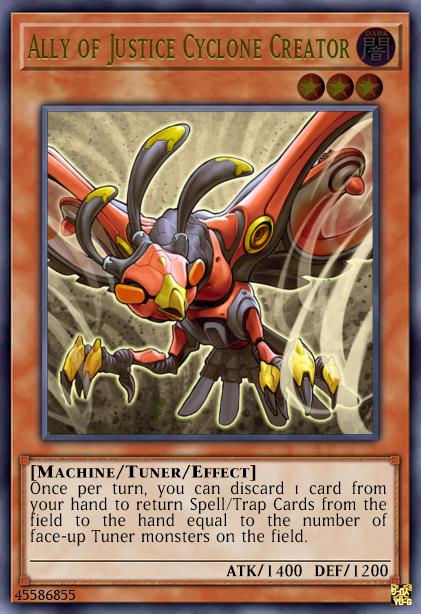 Ally of Justice Cyclone Creator
DARK
闇
[Machine/Tuner/Effect]
Once per turn, you can discard 1 card from
your hand to return Spell/Trap Cards from the
field to the hand equal to the number of
face-up Tuner monsters on the field.
ATK/1400 DEF/1200
45586855